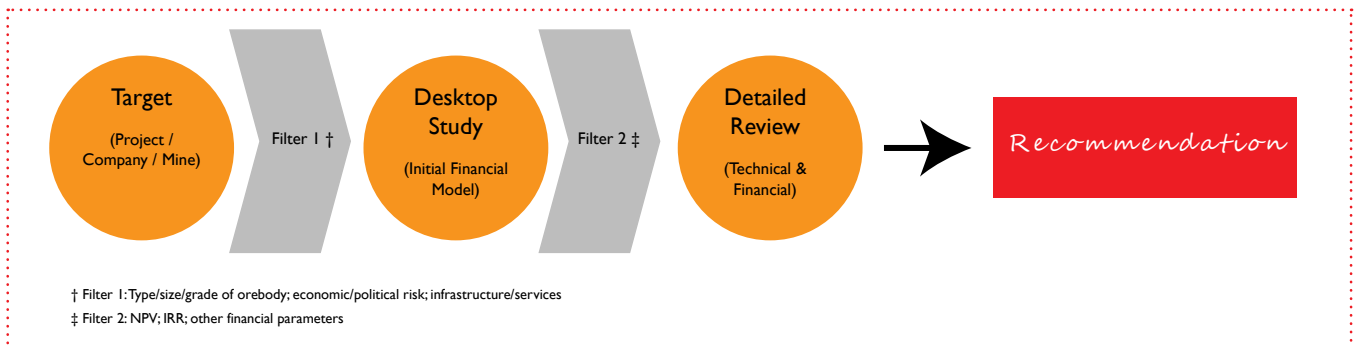 Target
(Project /
Company / Mine)
Filter 1 †
Desktop
Study
(Initial Financial
Model)
Filter 2 ‡
Detailed
Review
(Technical &
Financial)
Recommendation
† Filter 1: Type/size/grade of orebody; economic/political risk; infrastructure/services
‡ Filter 2: NPV; IRR; other financial parameters